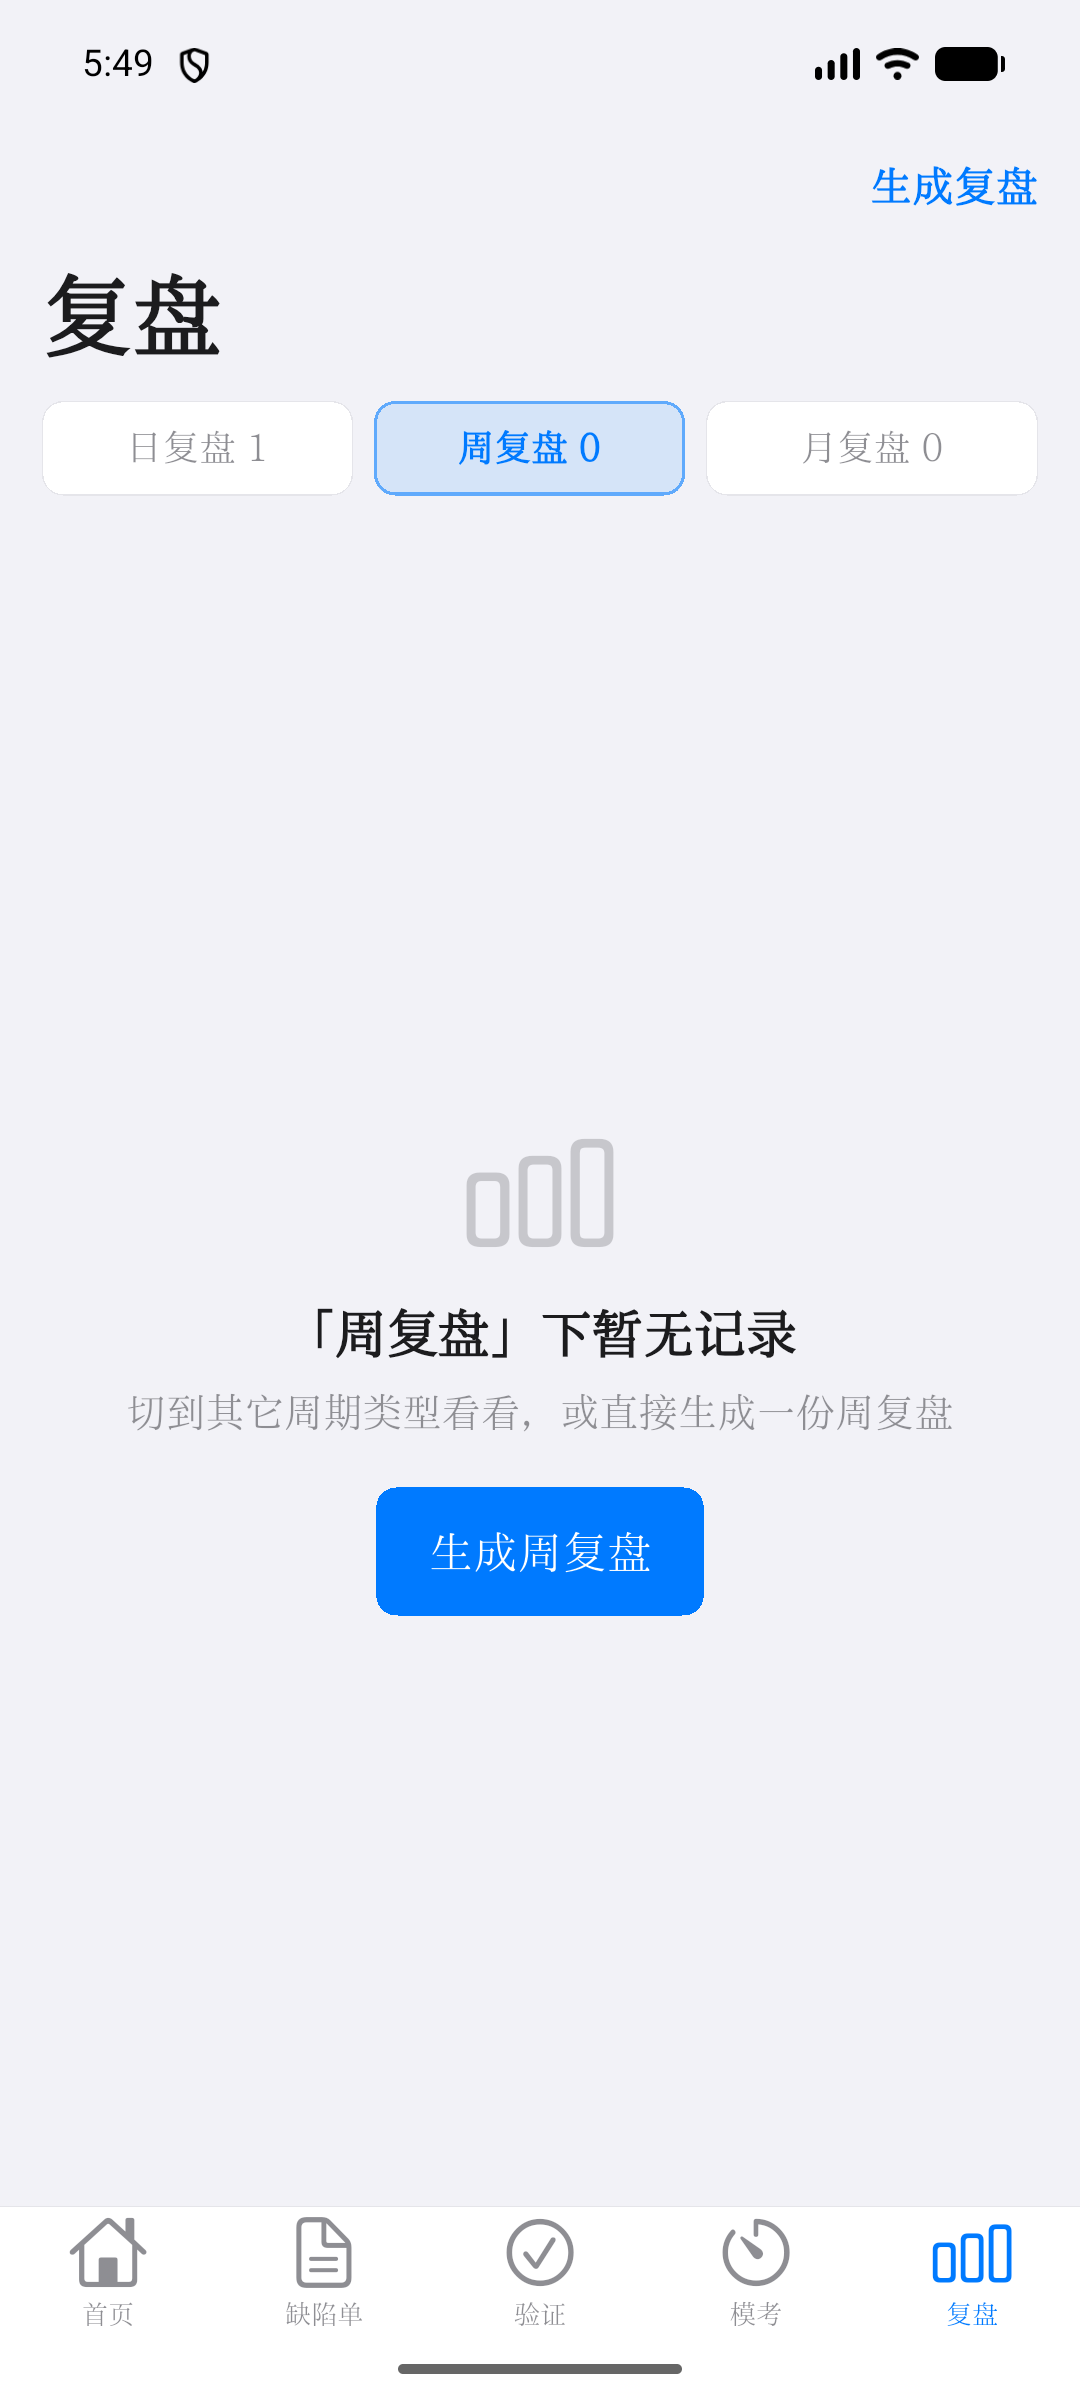 5:49
生成复盘
复盘
日复盘 1
周复盘 0
月复盘 0
「周复盘」下暂无记录
切到其它周期类型看看，或直接生成一份周复盘
生成周复盘
首页
缺陷单
验证
模考
复盘